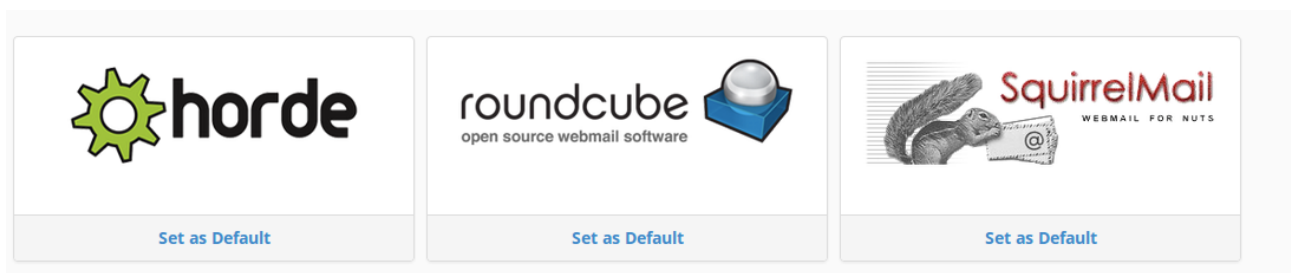 horde
roundcube
open source webmail software
SquirrelMail
WEBMAIL FOR NUTS
@
Set as Default
Set as Default
Set as Default